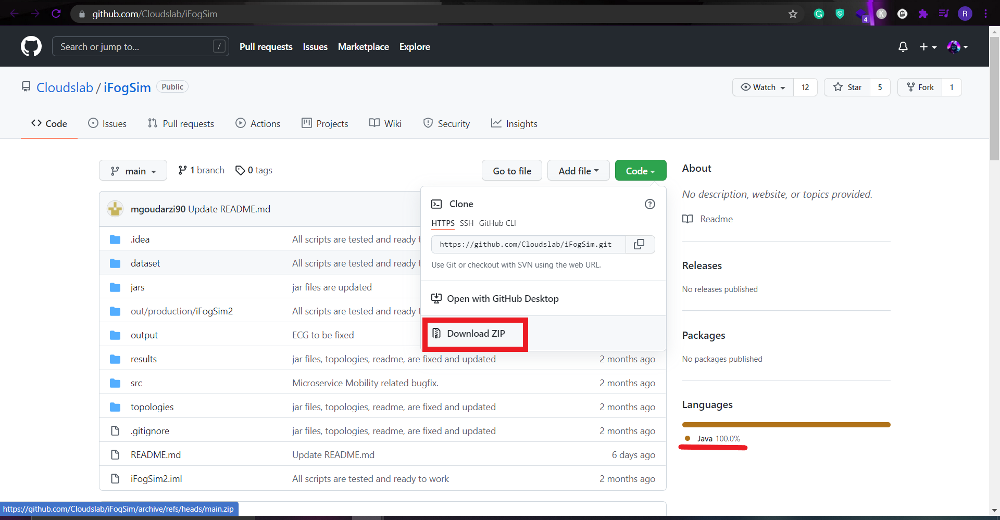 github.com/Cloudslab/iFogSim
4 K R
Search or jump to... / Pull requests Issues Marketplace Explore
Cloudslab / iFogSim Public Watch 12 Star 5 Fork 1
Code Issues Pull requests Actions Projects Wiki Security Insights
main 1 branch 0 tags Go to file Add file Code
mgoudarzi90 Update README.md
.idea All scripts are tested and ready t
dataset All scripts are tested and ready t
jars jar files are updated
out/production/iFogSim2 All scripts are tested and ready t
output ECG to be fixed
results jar files, topologies, readme, are fixed and updated 2 months ago
src Microservice Mobility related bugfix. 2 months ago
topologies jar files, topologies, readme, are fixed and updated 2 months ago
.gitignore jar files, topologies, readme, are fixed and updated 2 months ago
README.md Update README.md 6 days ago
iFogSim2.iml All scripts are tested and ready to work 2 months ago
Clone
HTTPS SSH GitHub CLI
https://github.com/Cloudslab/iFogSim.git
Use Git or checkout with SVN using the web URL.
Open with GitHub Desktop
Download ZIP
About
No description, website, or topics provided.
Readme
Releases
No releases published
Packages
No packages published
Languages
Java 100.0%
https://github.com/Cloudslab/iFogSim/archive/refs/heads/main.zip